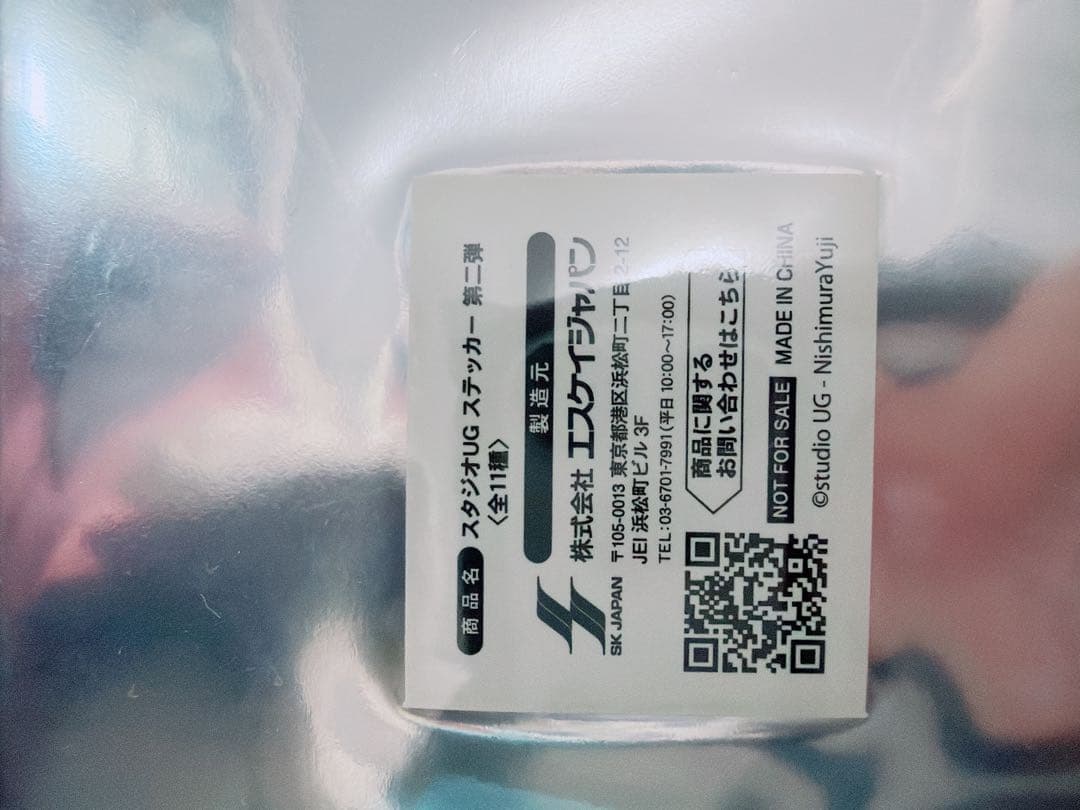 商品名 スタジオUG ステッカー 第二弾
〈全11種〉
製造元
SK JAPAN
株式会社 エスケイジャパン
〒105-0013 東京都港区浜松町二丁目2-12
JEI 浜松町ビル 3F
TEL:03-6701-7991(平日 10:00～17:00)
商品に関する
お問い合わせはこちら
NOT FOR SALE MADE IN CHINA
©studio UG - NishimuraYuji